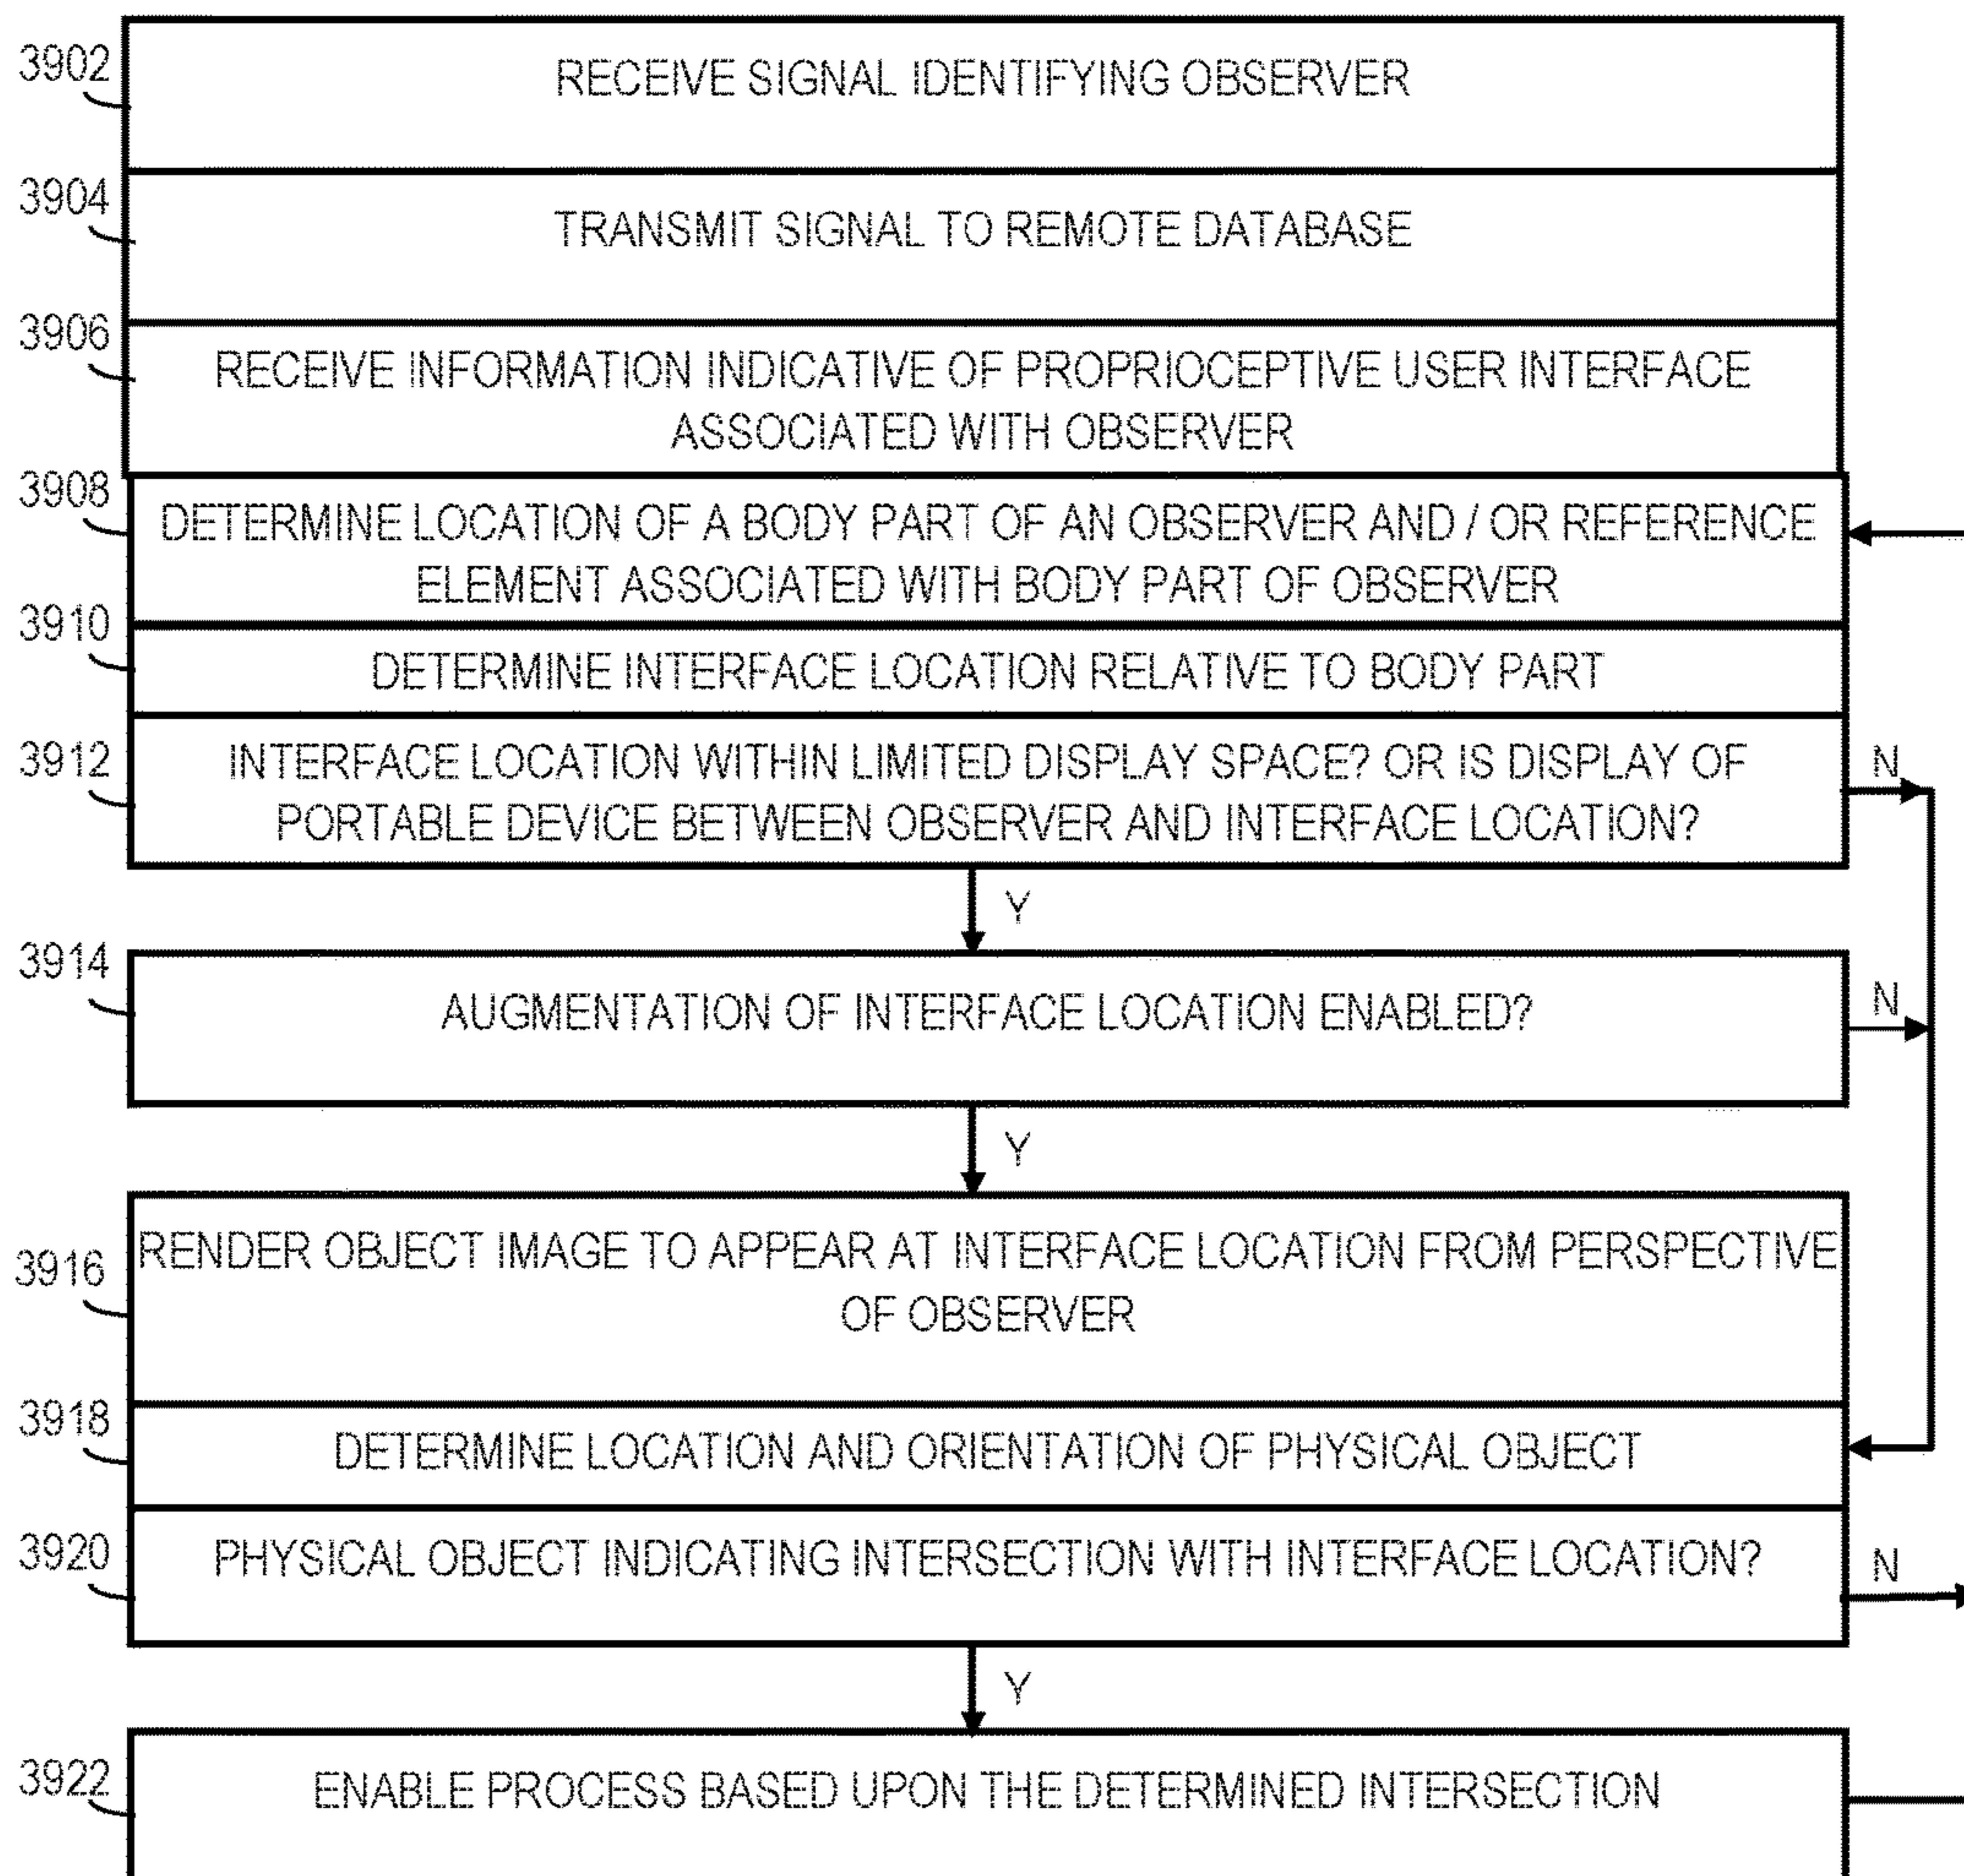 3902
RECEIVE SIGNAL IDENTIFYING OBSERVER
3904
TRANSMIT SIGNAL TO REMOTE DATABASE
3906
RECEIVE INFORMATION INDICATIVE OF PROPRIOCEPTIVE USER INTERFACE
ASSOCIATED WITH OBSERVER
3908
DETERMINE LOCATION OF A BODY PART OF AN OBSERVER AND / OR REFERENCE
ELEMENT ASSOCIATED WITH BODY PART OF OBSERVER
3910
DETERMINE INTERFACE LOCATION RELATIVE TO BODY PART
3912
INTERFACE LOCATION WITHIN LIMITED DISPLAY SPACE? OR IS DISPLAY OF
PORTABLE DEVICE BETWEEN OBSERVER AND INTERFACE LOCATION?
N
Y
3914
AUGMENTATION OF INTERFACE LOCATION ENABLED?
N
Y
3916
RENDER OBJECT IMAGE TO APPEAR AT INTERFACE LOCATION FROM PERSPECTIVE
OF OBSERVER
3918
DETERMINE LOCATION AND ORIENTATION OF PHYSICAL OBJECT
3920
PHYSICAL OBJECT INDICATING INTERSECTION WITH INTERFACE LOCATION?
N
Y
3922
ENABLE PROCESS BASED UPON THE DETERMINED INTERSECTION